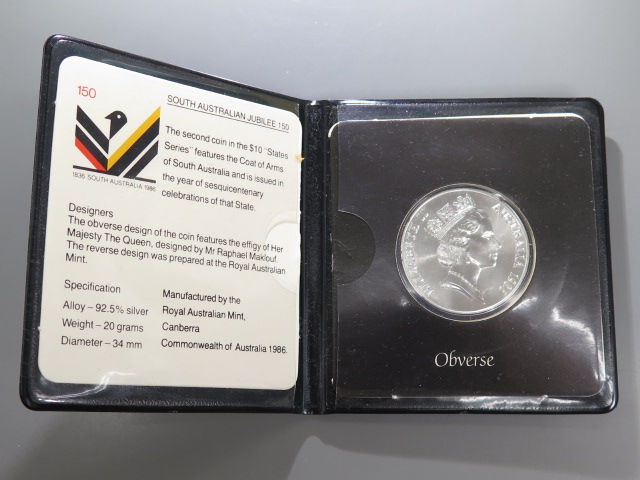 150
SOUTH AUSTRALIAN JUBILEE 150
The second coin in the $10 "States
Series" features the Coat of Arms
of South Australia and is issued in
the year of sesquicentenary
celebrations of that State.
1836 SOUTH AUSTRALIA 1986
Designers
The obverse design of the coin features the effigy of Her
Majesty The Queen, designed by Mr Raphael Maklouf.
The reverse design was prepared at the Royal Australian
Mint.
Specification
Alloy – 92.5% silver
Weight – 20 grams
Diameter – 34 mm
Manufactured by the
Royal Australian Mint,
Canberra
Commonwealth of Australia 1986.
AUSTRALIA
Obverse